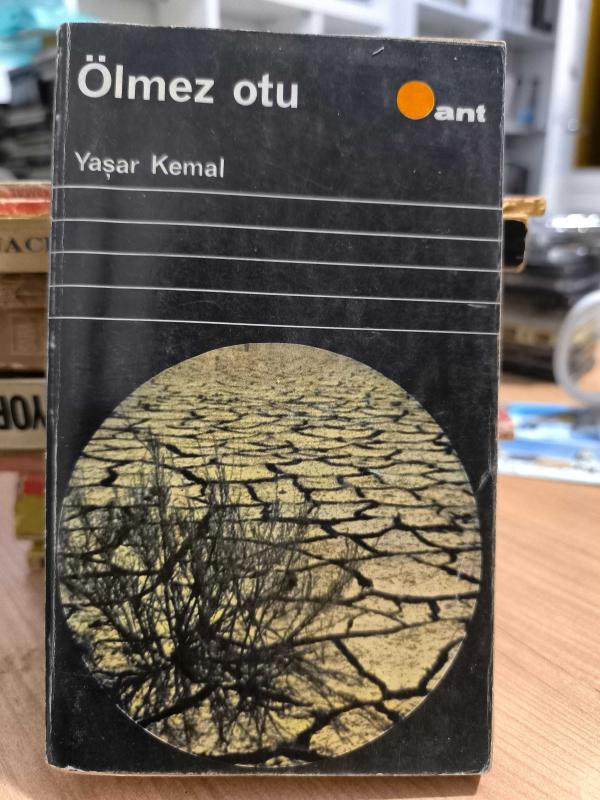 Ölmez otu
ant
Yaşar Kemal